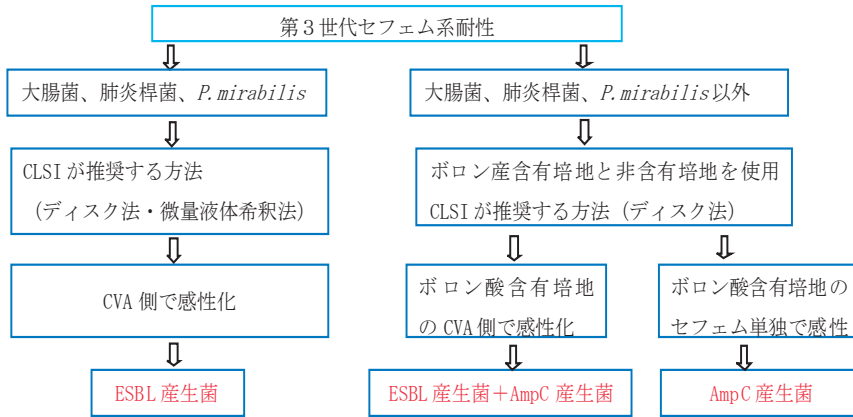 第３世代セフェム系耐性
大腸菌、肺炎桿菌、P.mirabilis
大腸菌、肺炎桿菌、P.mirabilis以外
CLSIが推奨する方法
（ディスク法・微量液体希釈法）
ボロン産含有培地と非含有培地を使用
CLSIが推奨する方法（ディスク法）
CVA側で感性化
ボロン酸含有培地
のCVA側で感性化
ボロン酸含有培地の
セフェム単独で感性
ESBL産生菌
ESBL産生菌＋AmpC産生菌
AmpC産生菌